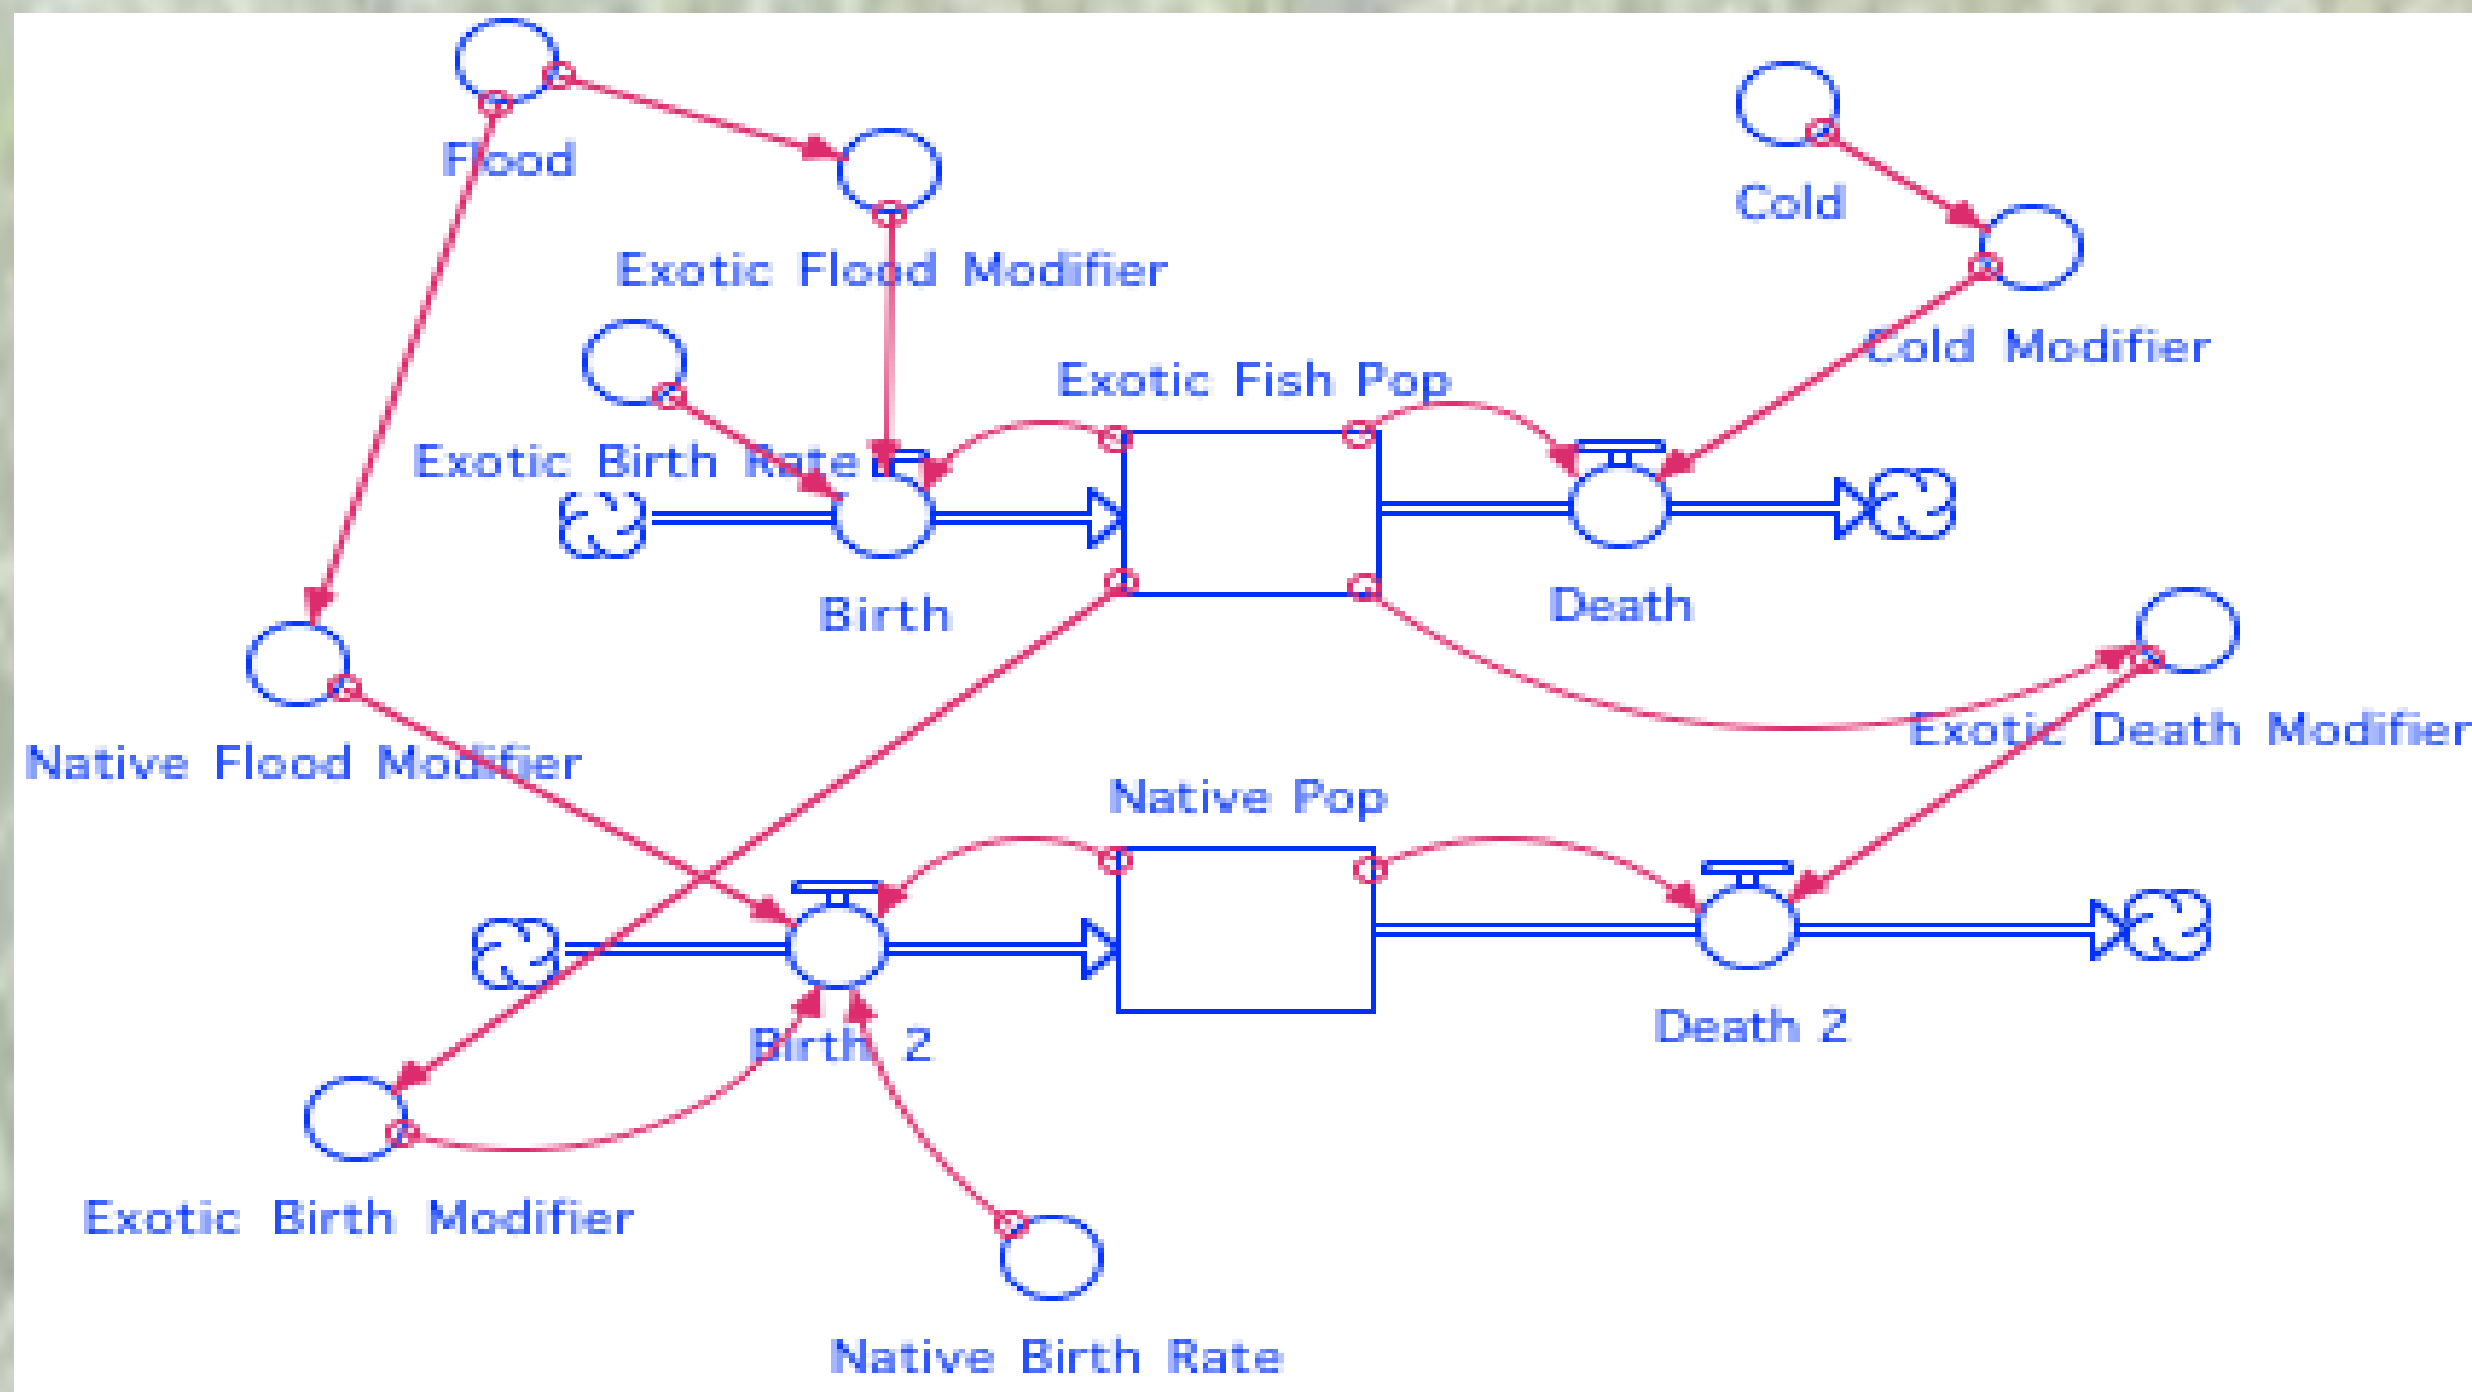 Flood
Cold
Exotic Flood Modifier
Cold Modifier
Exotic Fish Pop
Exotic Birth Rate
Birth
Death
Exotic Death Modifier
Native Flood Modifier
Native Pop
Birth 2
Death 2
Exotic Birth Modifier
Native Birth Rate